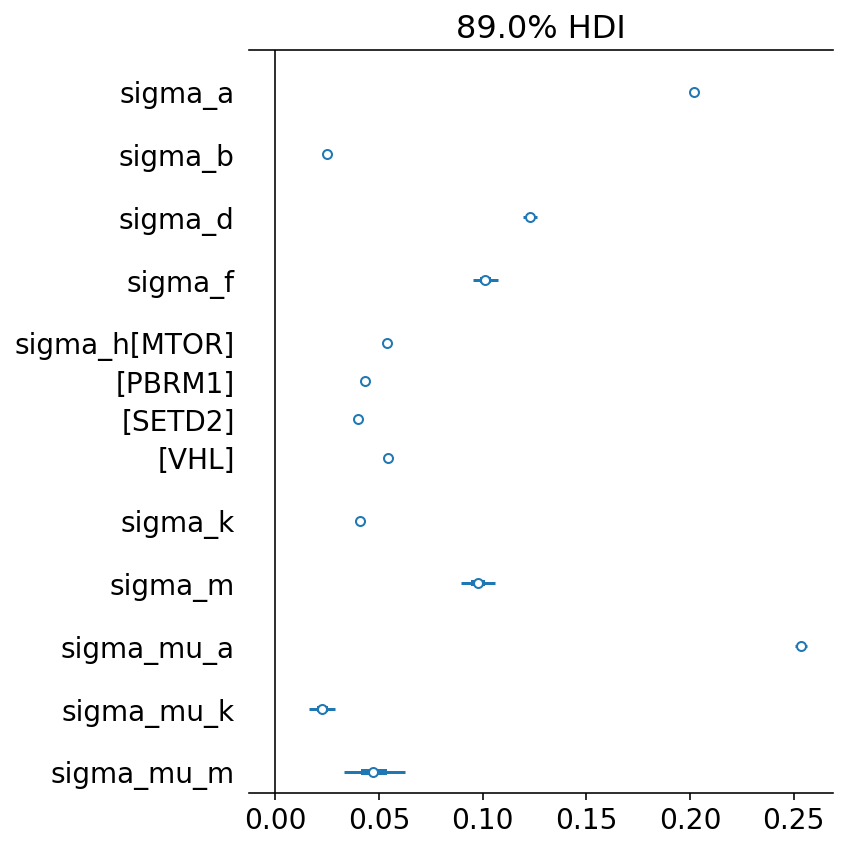 89.0% HDI
sigma_a
sigma_b
sigma_d
sigma_f
sigma_h[MTOR]
[PBRM1]
[SETD2]
[VHL]
sigma_k
sigma_m
sigma_mu_a
sigma_mu_k
sigma_mu_m
0.00 0.05 0.10 0.15 0.20 0.25